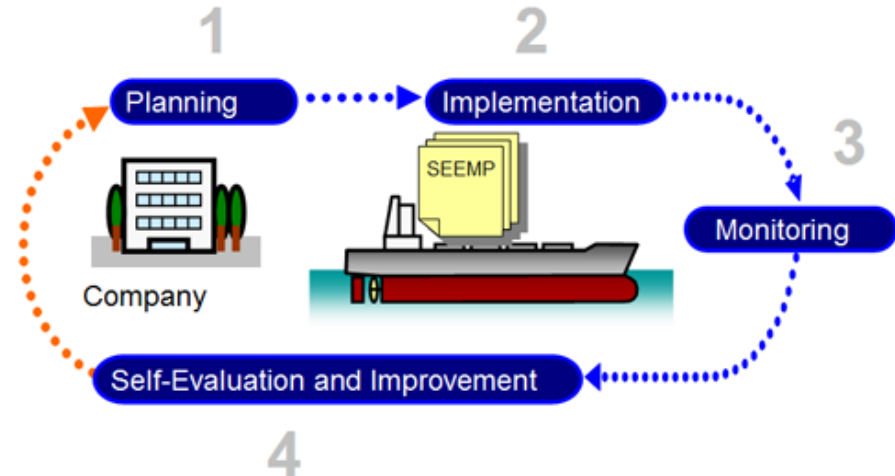 1
2
Planning
Implementation
3
SEEMP
Monitoring
Company
Self-Evaluation and Improvement
4